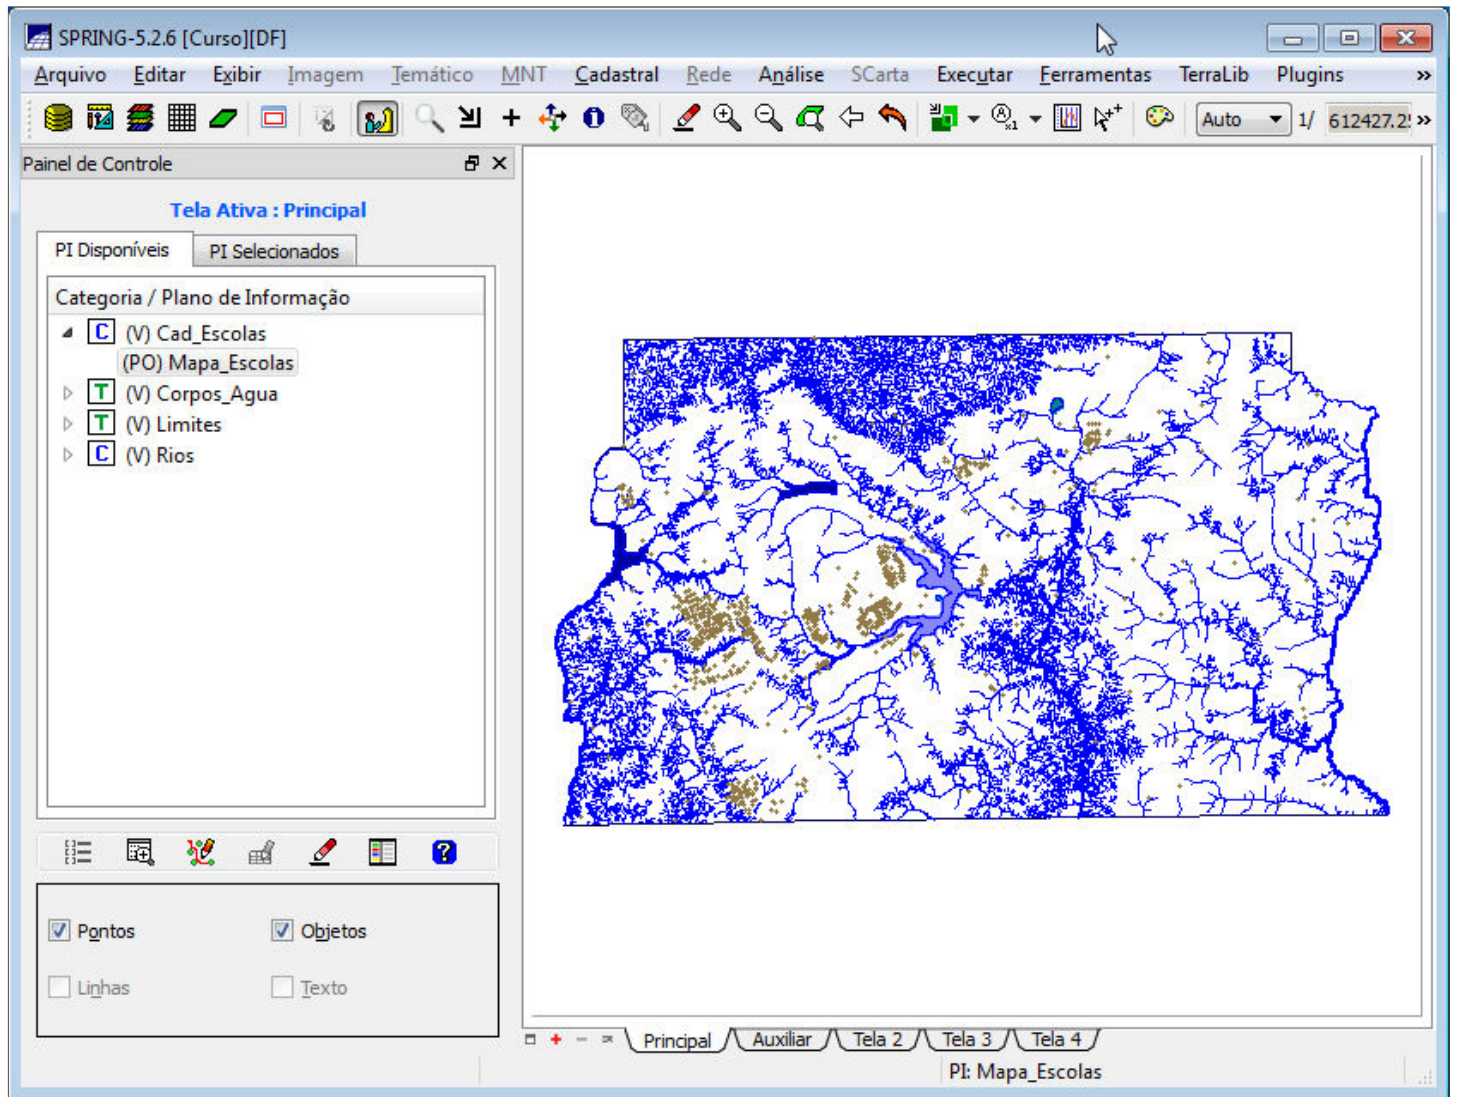 SPRING-5.2.6 [Curso][DF]
Arquivo Editar Exibir Imagem Temático MNT Cadastral Rede Análise SCarta Executar Ferramentas TerraLib Plugins »
Auto 1/ 612427.2 »
Painel de Controle
Tela Ativa : Principal
PI Disponíveis PI Selecionados
Categoria / Plano de Informação
C (V) Cad_Escolas
(PO) Mapa_Escolas
T (V) Corpos_Agua
T (V) Limites
C (V) Rios
Pontos Objetos
Linhas Texto
Principal Auxiliar Tela 2 Tela 3 Tela 4
PI: Mapa_Escolas